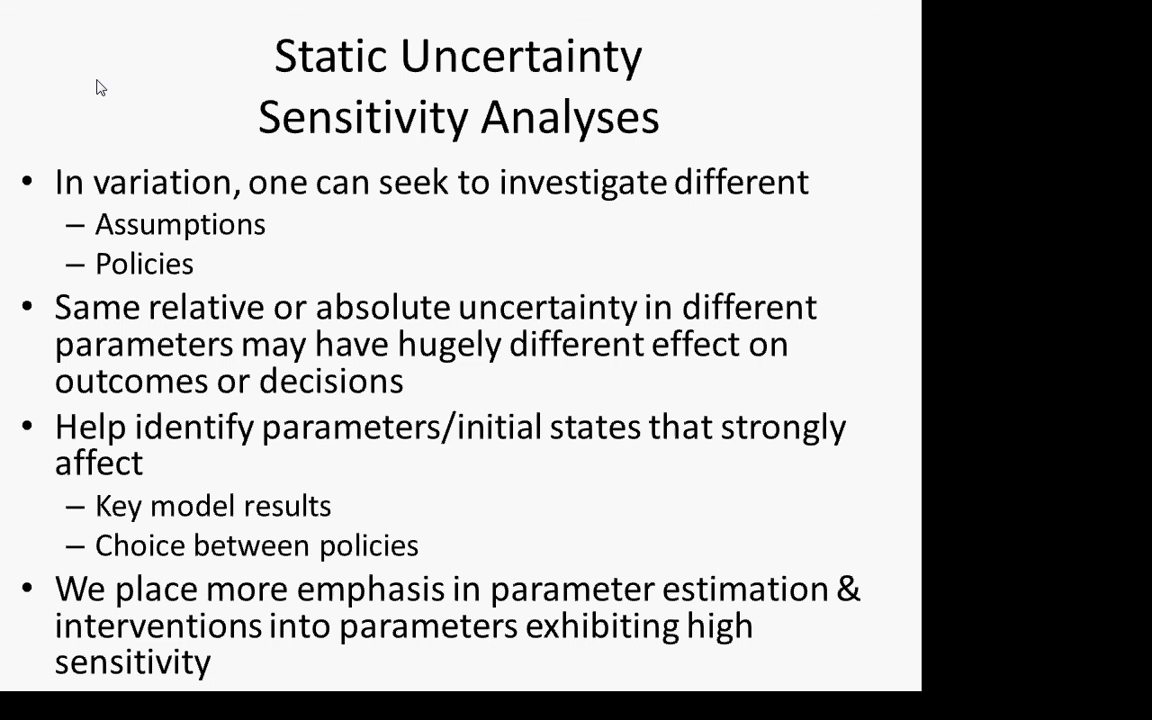 Static Uncertainty
Sensitivity Analyses
• In variation, one can seek to investigate different
– Assumptions
– Policies
• Same relative or absolute uncertainty in different
parameters may have hugely different effect on
outcomes or decisions
• Help identify parameters/initial states that strongly
affect
– Key model results
– Choice between policies
• We place more emphasis in parameter estimation &
interventions into parameters exhibiting high
sensitivity